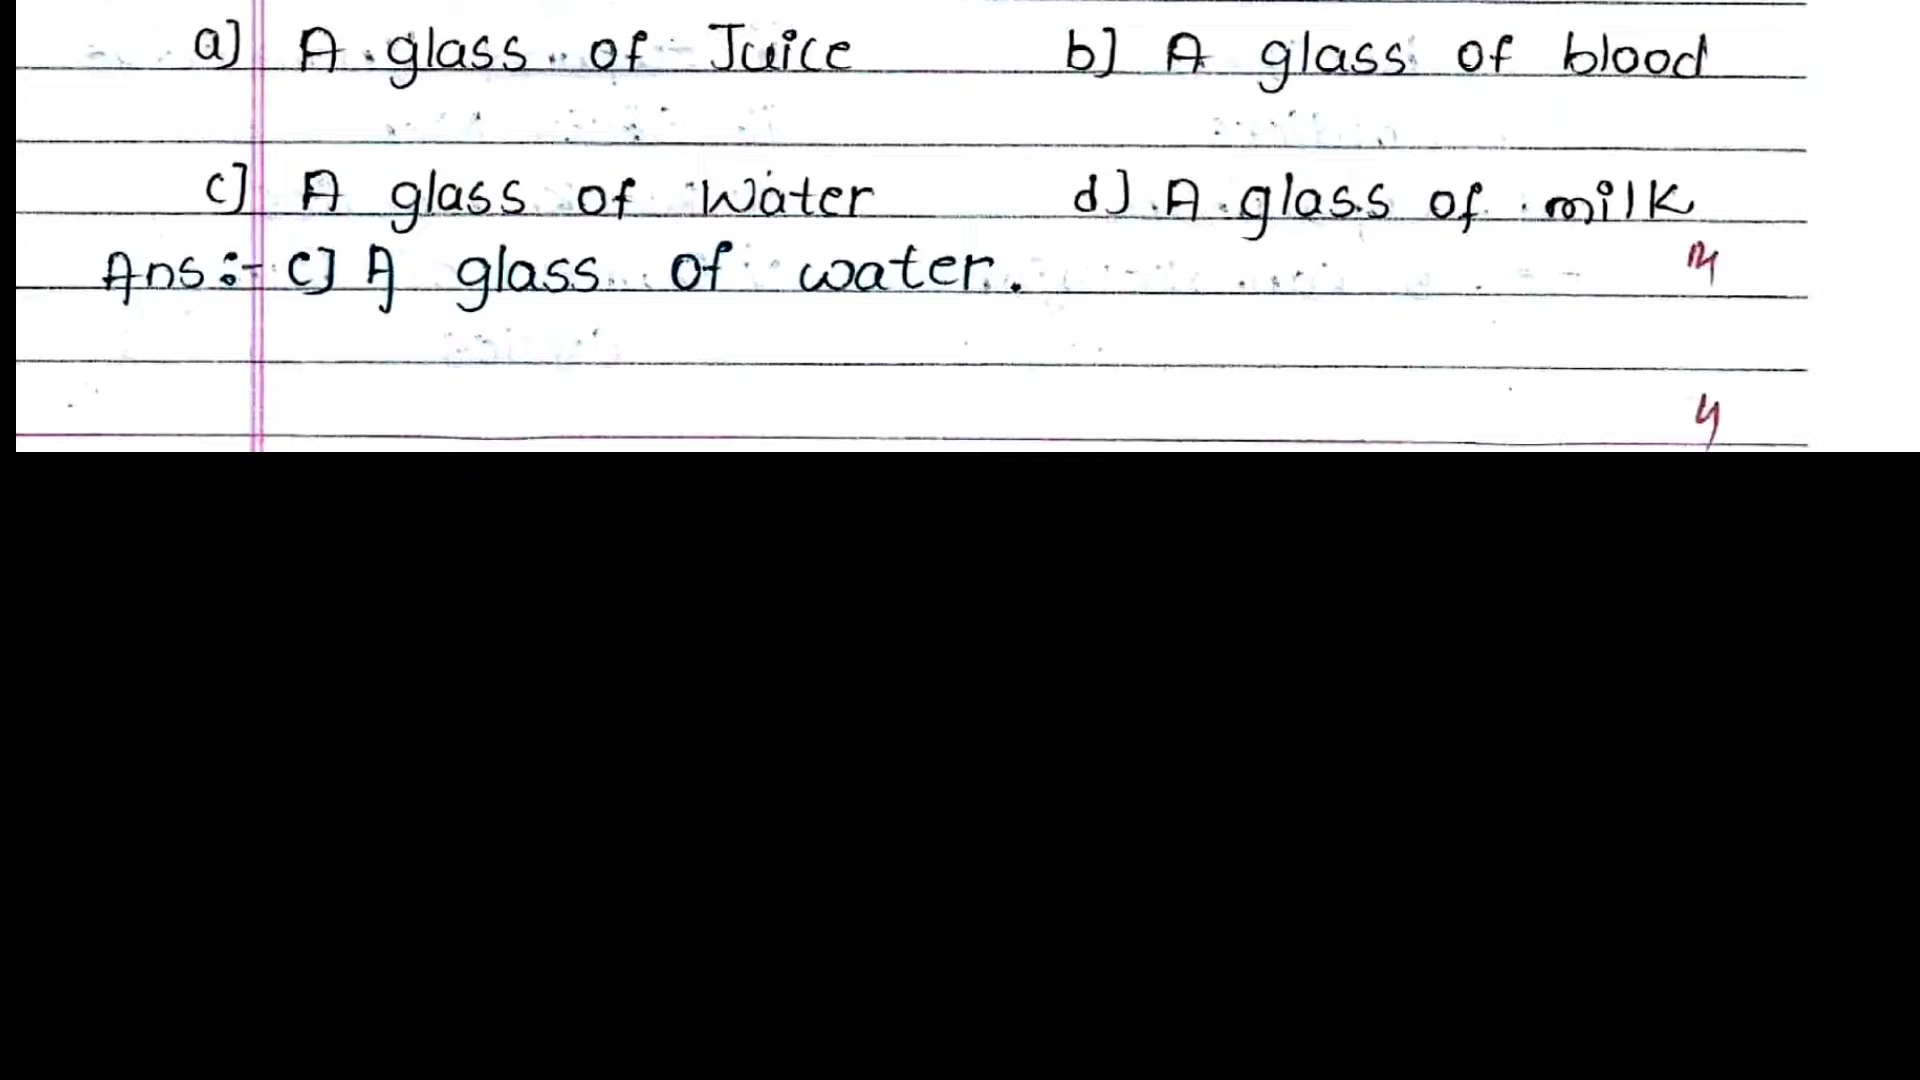 a] A glass of Juice b] A glass of blood
c] A glass of Water d] A glass of milk
Ans :- c] A glass of water.